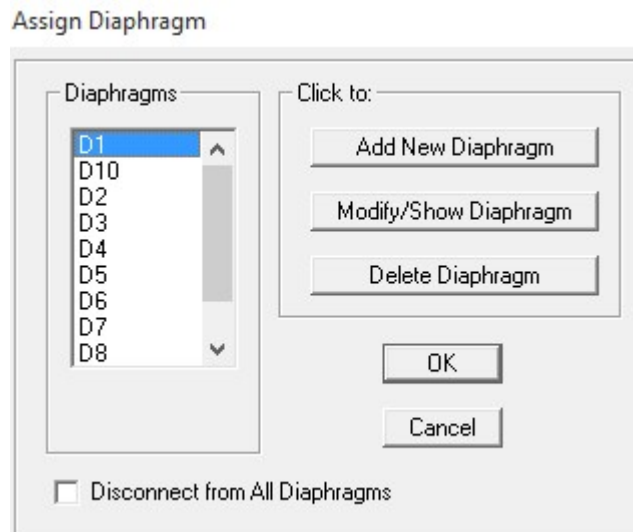 Assign Diaphragm
Diaphragms
D1
D10
D2
D3
D4
D5
D6
D7
D8
Click to:
Add New Diaphragm
Modify/Show Diaphragm
Delete Diaphragm
OK
Cancel
Disconnect from All Diaphragms